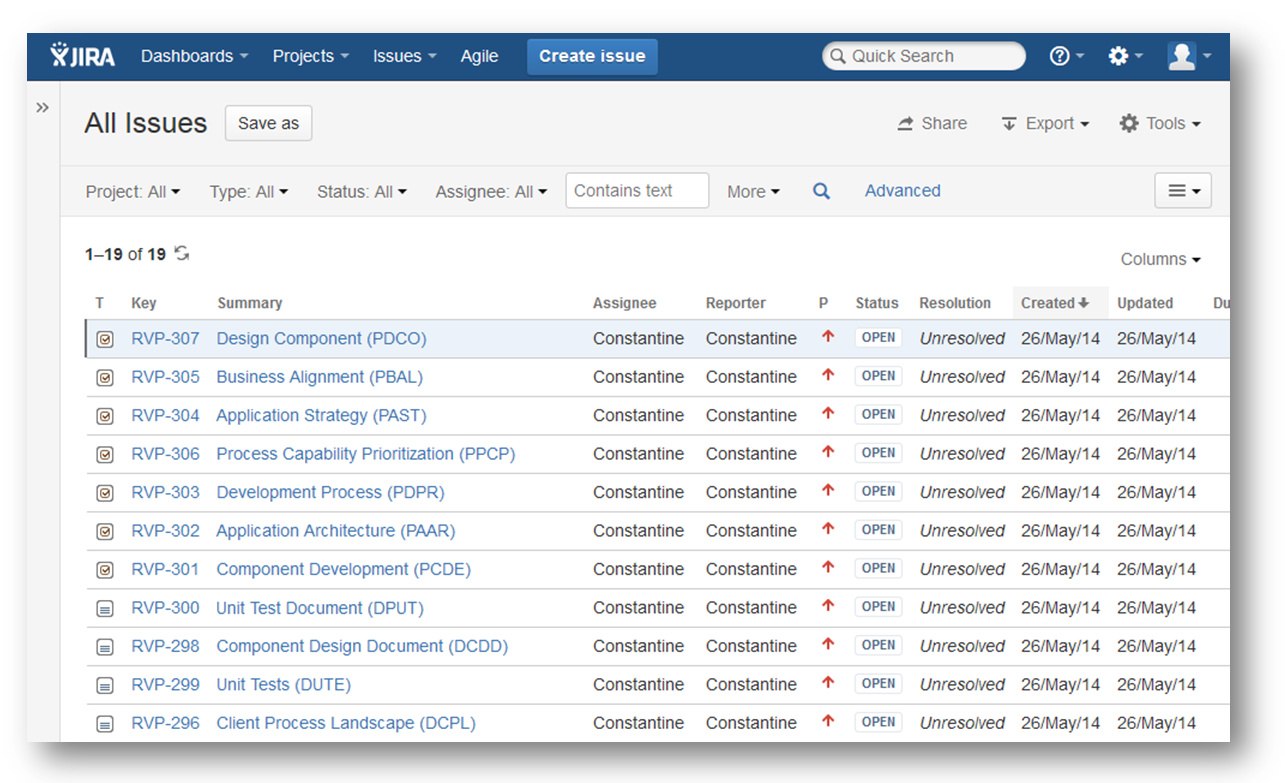 JIRA Dashboards Projects Issues Agile Create issue Quick Search
All Issues Save as Share Export Tools
Project: All Type: All Status: All Assignee: All Contains text More Advanced
1–19 of 19
Columns
T Key Summary Assignee Reporter P Status Resolution Created Updated Du
RVP-307 Design Component (PDCO) Constantine Constantine OPEN Unresolved 26/May/14 26/May/14
RVP-305 Business Alignment (PBAL) Constantine Constantine OPEN Unresolved 26/May/14 26/May/14
RVP-304 Application Strategy (PAST) Constantine Constantine OPEN Unresolved 26/May/14 26/May/14
RVP-306 Process Capability Prioritization (PPCP) Constantine Constantine OPEN Unresolved 26/May/14 26/May/14
RVP-303 Development Process (PDPR) Constantine Constantine OPEN Unresolved 26/May/14 26/May/14
RVP-302 Application Architecture (PAAR) Constantine Constantine OPEN Unresolved 26/May/14 26/May/14
RVP-301 Component Development (PCDE) Constantine Constantine OPEN Unresolved 26/May/14 26/May/14
RVP-300 Unit Test Document (DPUT) Constantine Constantine OPEN Unresolved 26/May/14 26/May/14
RVP-298 Component Design Document (DCDD) Constantine Constantine OPEN Unresolved 26/May/14 26/May/14
RVP-299 Unit Tests (DUTE) Constantine Constantine OPEN Unresolved 26/May/14 26/May/14
RVP-296 Client Process Landscape (DCPL) Constantine Constantine OPEN Unresolved 26/May/14 26/May/14